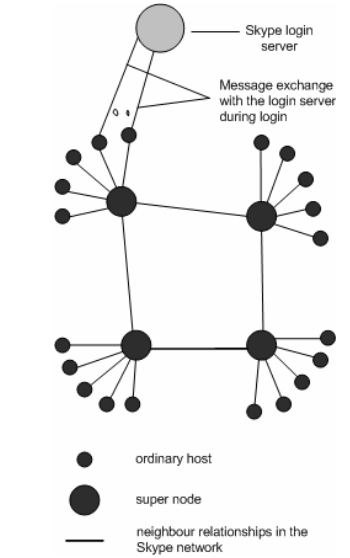 Skype login
server
Message exchange
with the login server
during login
ordinary host
super node
neighbour relationships in the
Skype network